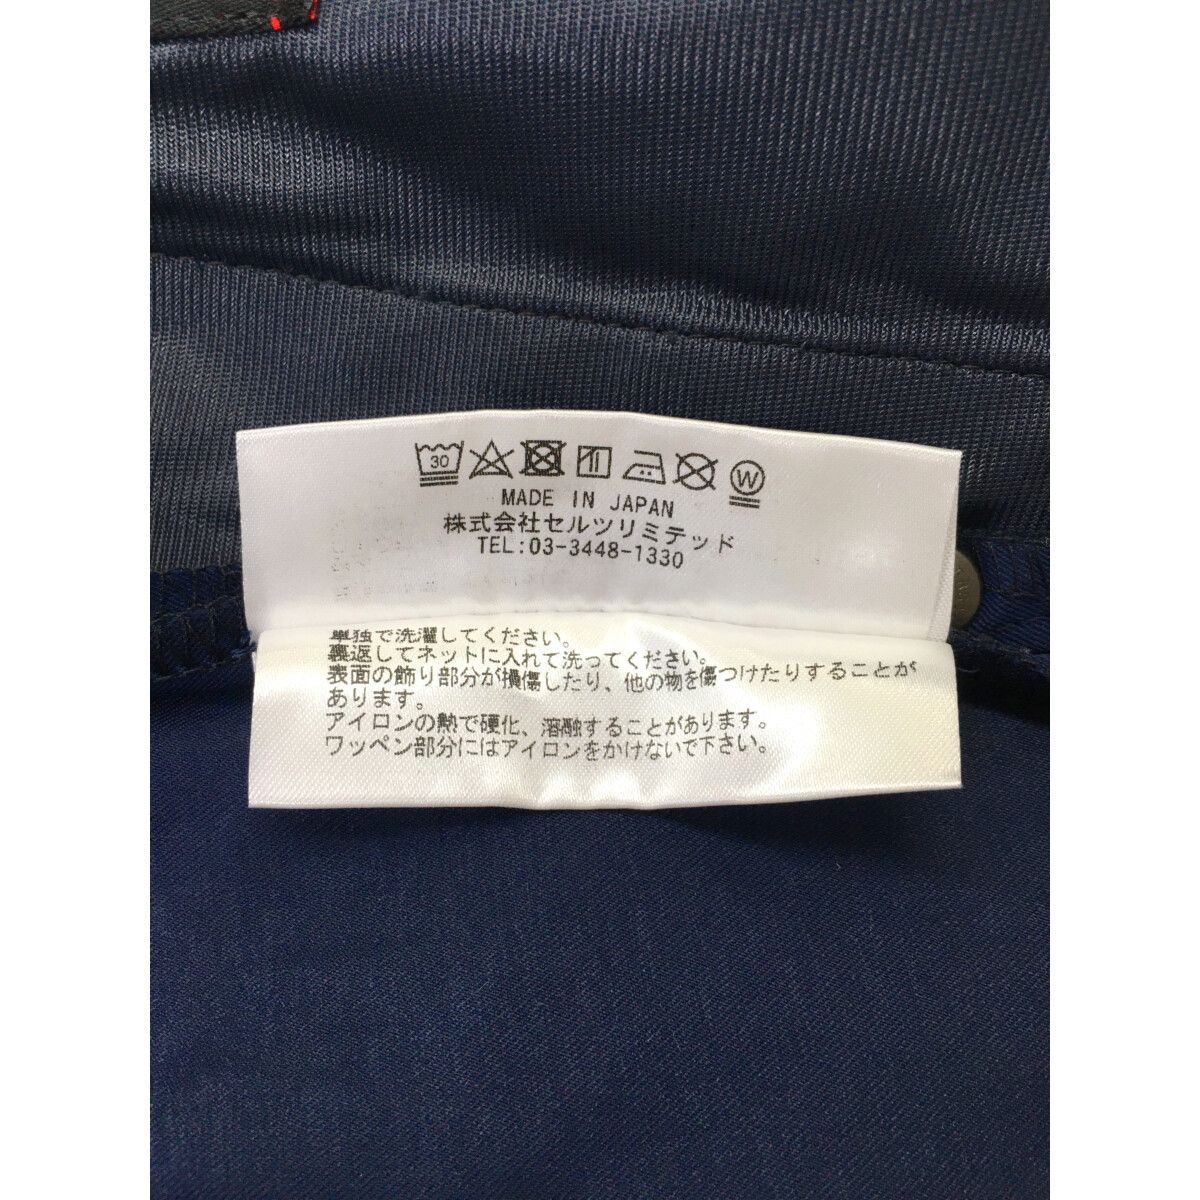 30 W
MADE IN JAPAN
株式会社セルツリミテッド
TEL:03-3448-1330
単独で洗濯してください。
裏返してネットに入れて洗ってください。
表面の飾り部分が損傷したり、他の物を傷つけたりすることが
あります。
アイロンの熱で硬化、溶融することがあります。
ワッペン部分にはアイロンをかけないで下さい。